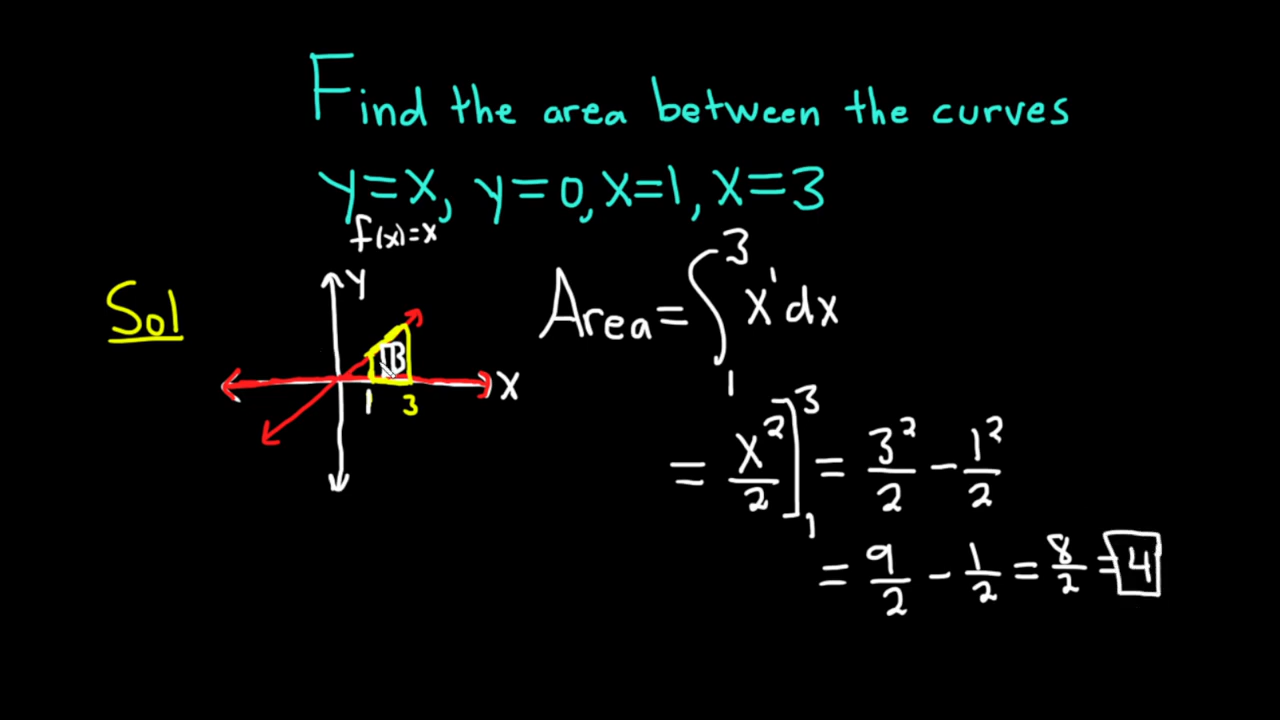 Find the area between the curves
y=x, y=0, x=1, x=3
f(x)=x
Sol
Y
X
1
3
B
Area = ∫₁³ x¹ dx
= x²/2 ]₁³ = 3²/2 - 1²/2
= 9/2 - 1/2 = 8/2 = 4